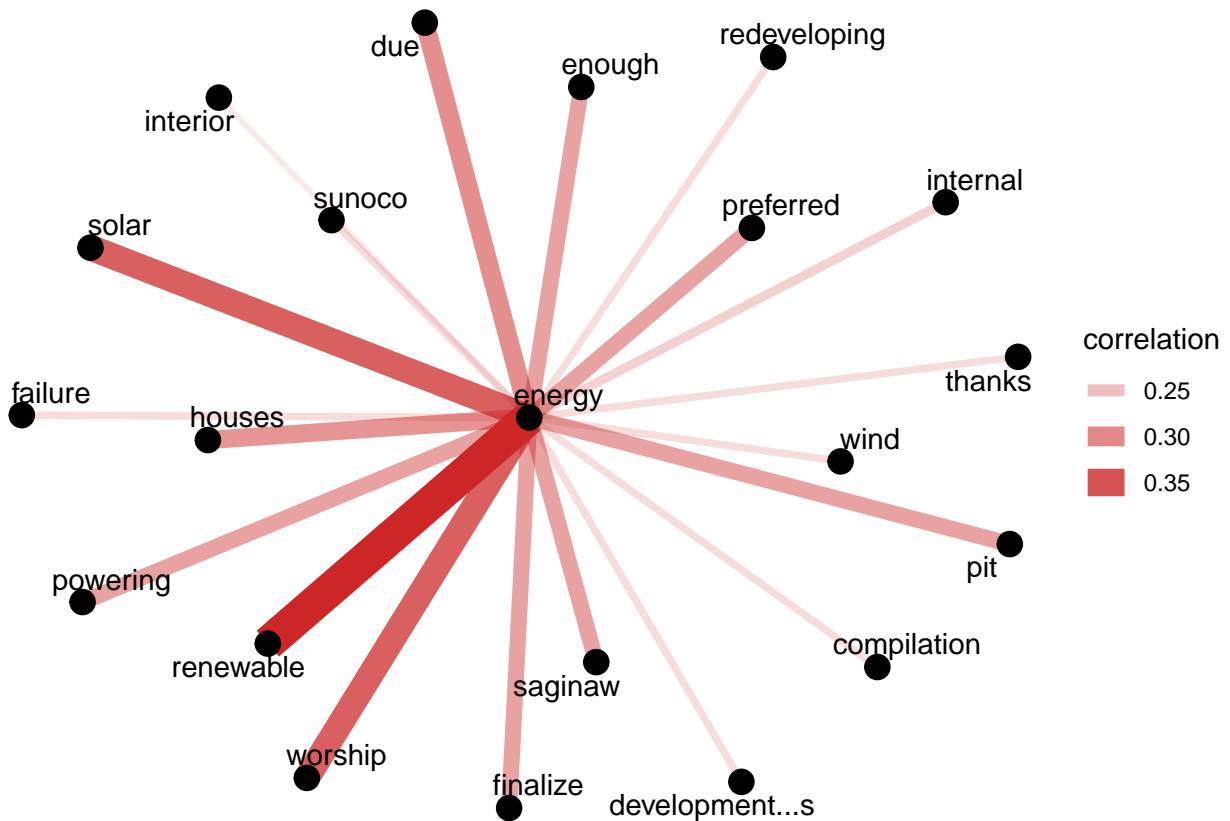 redeveloping
due
enough
interior
internal
sunoco
preferred
solar
correlation
thanks
0.25
failure
energy
houses
wind
0.30
0.35
pit
powering
compilation
renewable
saginaw
worship
finalize
development...s